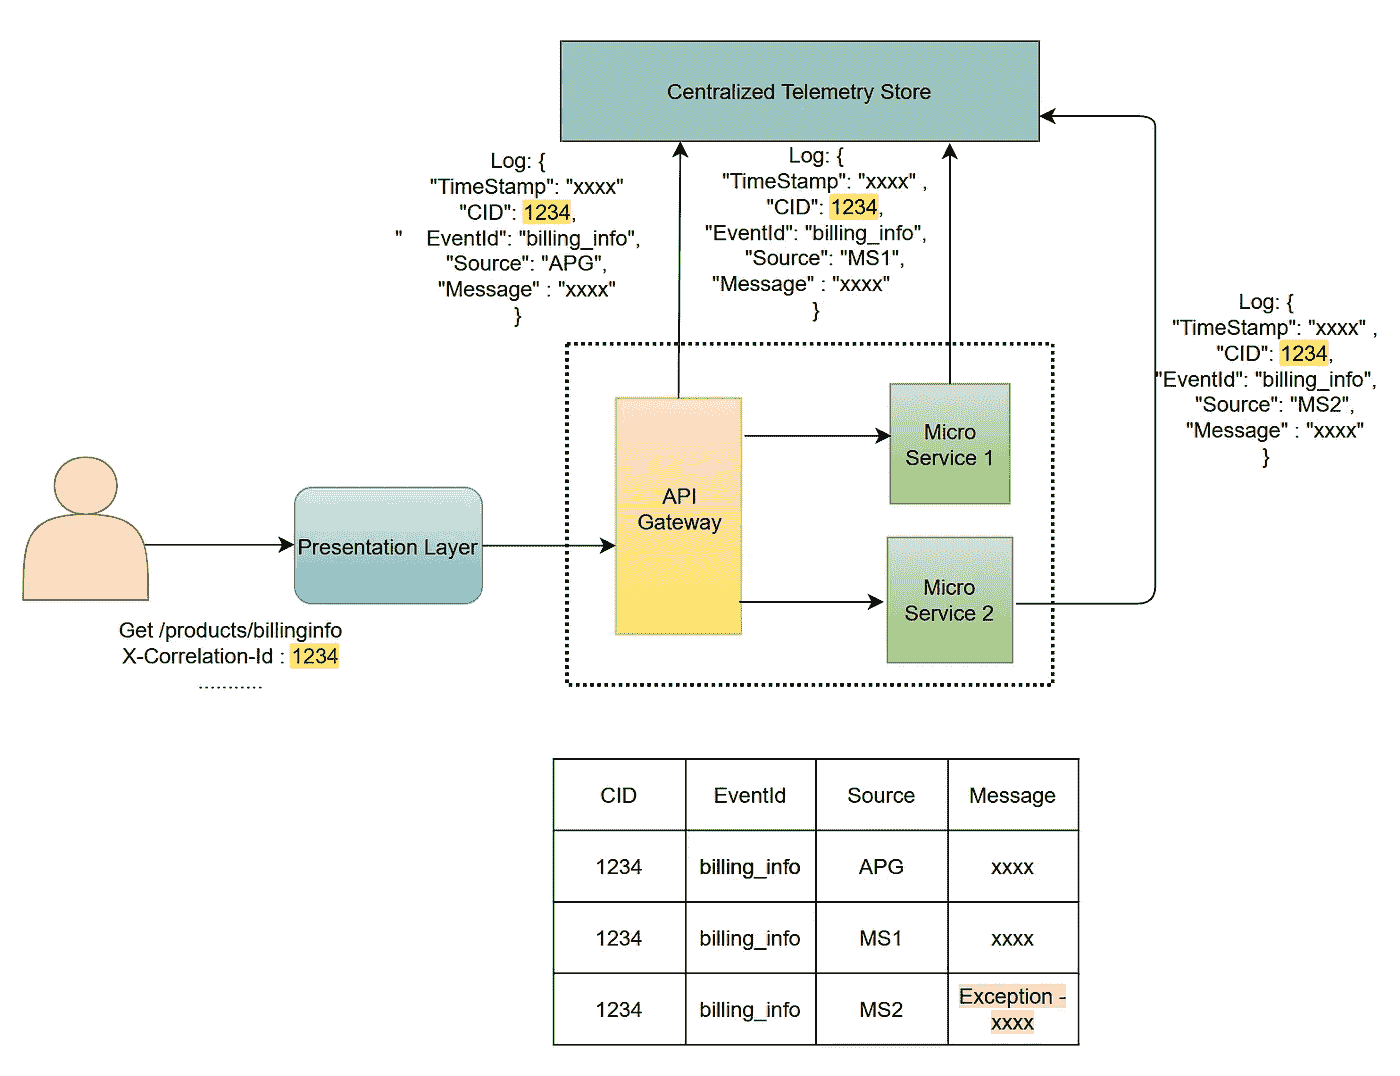 Centralized Telemetry Store
Log: {
"TimeStamp": "xxxx"
"CID": 1234,
"    EventId": "billing_info",
"Source": "APG",
"Message" : "xxxx"
}
Log: {
"TimeStamp": "xxxx" ,
"CID": 1234,
"EventId": "billing_info",
"Source": "MS1",
"Message" : "xxxx"
}
Log: {
"TimeStamp": "xxxx" ,
"CID": 1234,
"EventId": "billing_info",
"Source": "MS2",
"Message" : "xxxx"
}
Micro
Service 1
API
Gateway
Presentation Layer
Micro
Service 2
Get /products/billinginfo
X-Correlation-Id : 1234
...........
CID EventId Source Message
1234 billing_info APG xxxx
1234 billing_info MS1 xxxx
1234 billing_info MS2 Exception -
xxxx